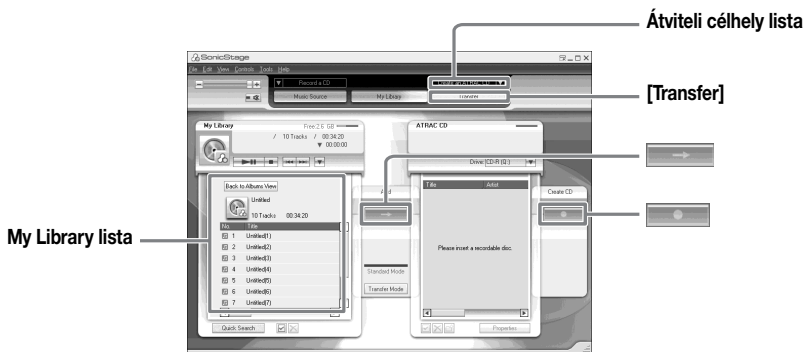 Átviteli célhely lista
SonicStage
File Edit View Controls Tools Help
Record a CD
Create an ATRAC CD
Music Source
My Library
Transfer
[Transfer]
My Library
Free:2.6 GB
/ 10 Tracks / 00:34:20
00:00:00
ATRAC CD
Drive: CD-R (Q:)
Back to Albums View
Untitled
10 Tracks 00:34:20
No. Title
1 Untitled(1)
2 Untitled(2)
3 Untitled(3)
4 Untitled(4)
5 Untitled(5)
6 Untitled(6)
7 Untitled(7)
Quick Search
Add
Standard Mode
Transfer Mode
Title Artist
Please insert a recordable disc.
Properties
Create CD
My Library lista